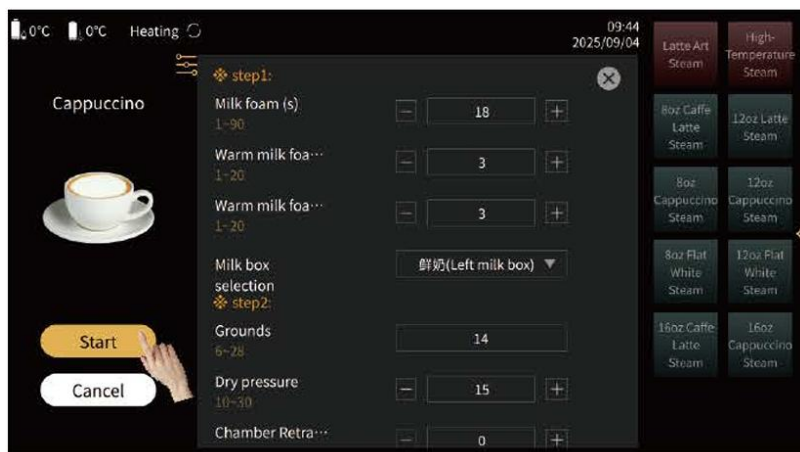 0°C 0°C Heating
09:44
2025/09/04
Cappuccino
Start
Cancel
step1:
Milk foam (s)
1~90
18
Warm milk foa···
1~20
3
Warm milk foa···
1~20
3
Milk box
selection
鲜奶(Left milk box)
step2:
Grounds
6~28
14
Dry pressure
10~30
15
Chamber Retra···
0
Latte Art
Steam
High-
Temperature
Steam
8oz Caffe
Latte
Steam
12oz Latte
Steam
8oz
Cappuccino
Steam
12oz
Cappuccino
Steam
8oz Flat
White
Steam
12oz Flat
White
Steam
16oz Caffe
Latte
Steam
16oz
Cappuccino
Steam